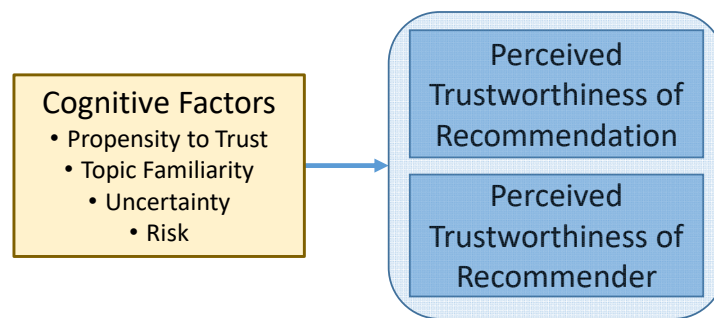 Cognitive Factors
• Propensity to Trust
• Topic Familiarity
• Uncertainty
• Risk
Perceived
Trustworthiness of
Recommendation
Perceived
Trustworthiness of
Recommender